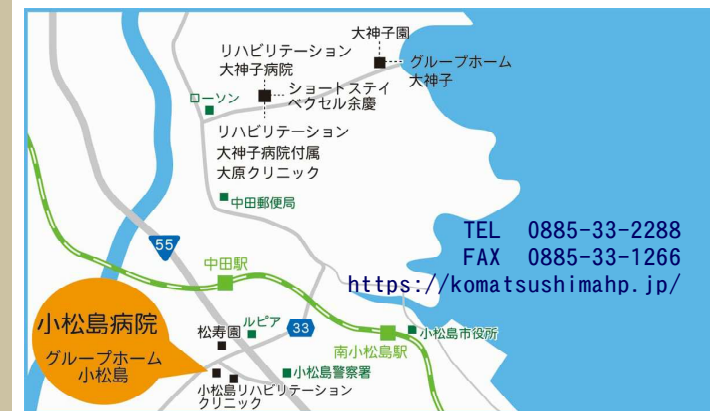 大神子園
リハビリテーション
大神子病院
グループホーム
大神子
ショートステイ
ベクセル余慶
ローソン
リハビリテーション
大神子病院付属
大原クリニック
中田郵便局
TEL 0885-33-2288
FAX 0885-33-1266
https://komatsushimahp.jp/
55
中田駅
小松島病院
グループホーム
小松島
松寿園
ルピア
33
南小松島駅
小松島市役所
小松島警察署
小松島リハビリテーション
クリニック